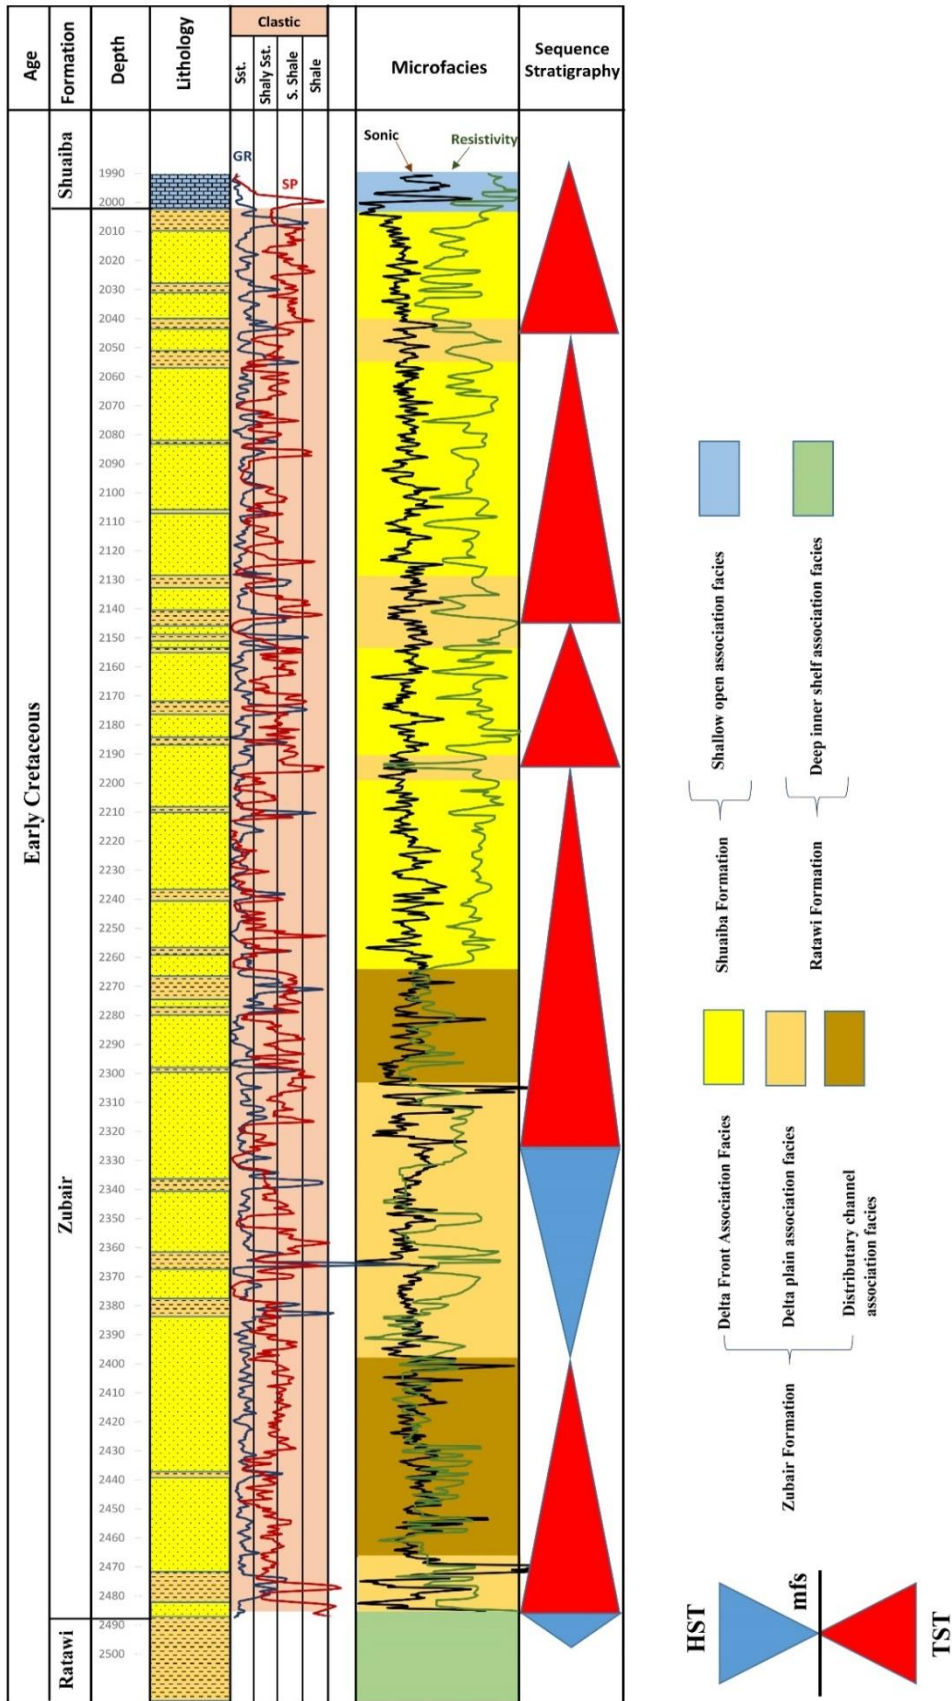 Age
Formation
Depth
Lithology
Clastic
Sst.
Shaly Sst.
S. Shale
Shale
Microfacies
Sequence
Stratigraphy
Early Cretaceous
Shuaiba
Zubair
Ratawi
GR
SP
Sonic
Resistivity
1990
2000
2010
2020
2030
2040
2050
2060
2070
2080
2090
2100
2110
2120
2130
2140
2150
2160
2170
2180
2190
2200
2210
2220
2230
2240
2250
2260
2270
2280
2290
2300
2310
2320
2330
2340
2350
2360
2370
2380
2390
2400
2410
2420
2430
2440
2450
2460
2470
2480
2490
2500
Shallow open association facies
Deep inner shelf association facies
Shuaiba Formation
Ratawi Formation
Delta Front Association Facies
Delta plain association facies
Distributary channel
association facies
Zubair Formation
HST
mfs
TST